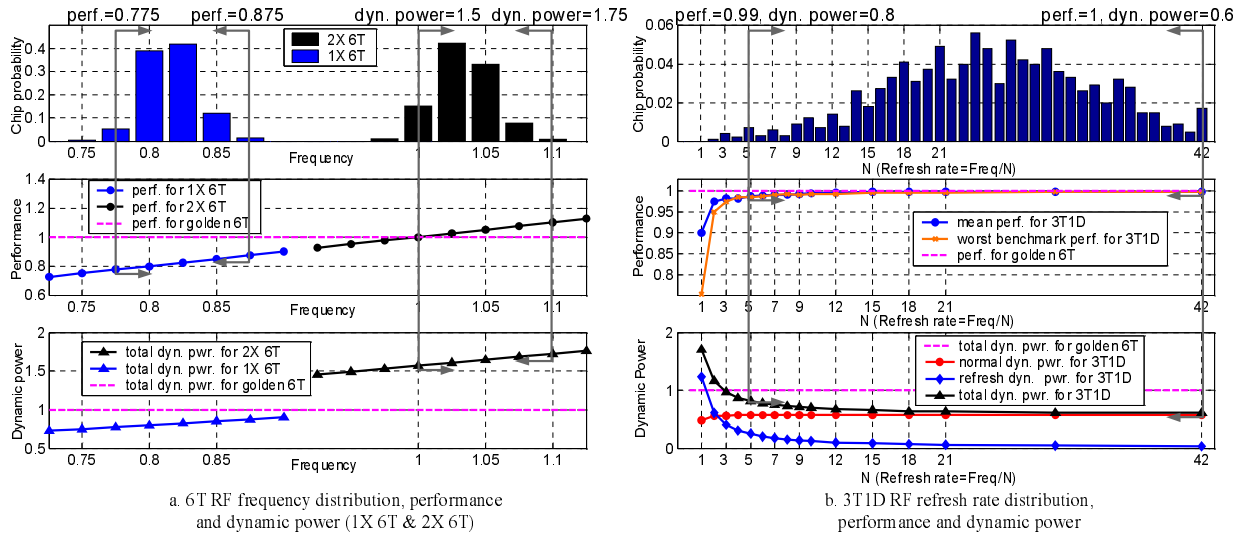 perf.=0.775 perf.=0.875 dyn. power=1.5 dyn. power=1.75
0.4
0.3
0.2
0.1
0
Chip probability
2X 6T
1X 6T
0.75 0.8 0.85 Frequency 1 1.05 1.1
1.4
1.2
1.0
0.8
0.6
Performance
perf. for 1X 6T
perf. for 2X 6T
perf. for golden 6T
0.75 0.8 0.85 Frequency 1 1.05 1.1
2
1.5
1
0.5
Dynamic power
total dyn. pwr. for 2X 6T
total dyn. pwr. for 1X 6T
total dyn. pwr. for golden 6T
0.75 0.8 0.85 Frequency 1 1.05 1.1
a. 6T RF frequency distribution, performance
and dynamic power (1X 6T & 2X 6T)
perf.=0.99, dyn. power=0.8 perf.=1, dyn. power=0.6
0.06
0.04
0.02
0
Chip probability
1 3 5 7 9 12 15 18 21 42
N (Refresh rate=Freq/N)
1
0.95
0.9
0.85
0.8
Performance
mean perf. for 3T1D
worst benchmark perf. for 3T1D
perf. for golden 6T
1 3 5 7 9 12 15 18 21 42
N (Refresh rate=Freq/N)
2
1
0
Dynamic Power
total dyn. pwr. for golden 6T
normal dyn. pwr. for 3T1D
refresh dyn. pwr. for 3T1D
total dyn. pwr. for 3T1D
1 3 5 7 9 12 15 18 21 42
N (Refresh rate=Freq/N)
b. 3T1D RF refresh rate distribution,
performance and dynamic power